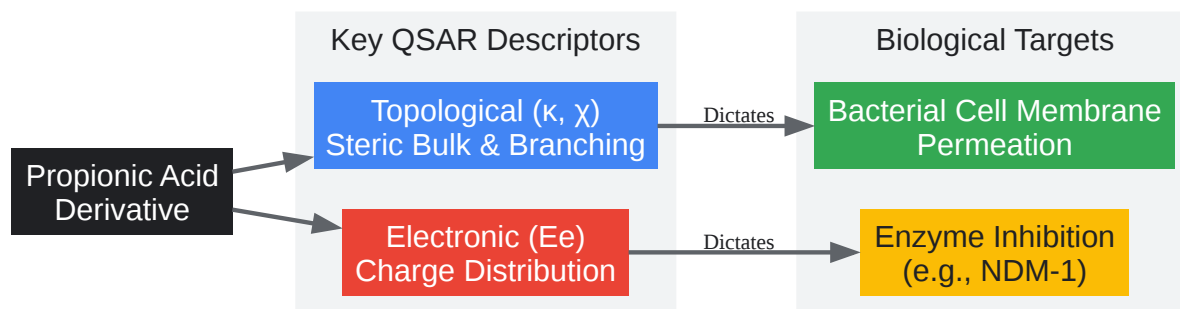 Key QSAR Descriptors
Biological Targets
Topological (κ, χ)
Steric Bulk & Branching
Dictates
Bacterial Cell Membrane
Permeation
Propionic Acid
Derivative
Electronic (Ee)
Charge Distribution
Dictates
Enzyme Inhibition
(e.g., NDM-1)